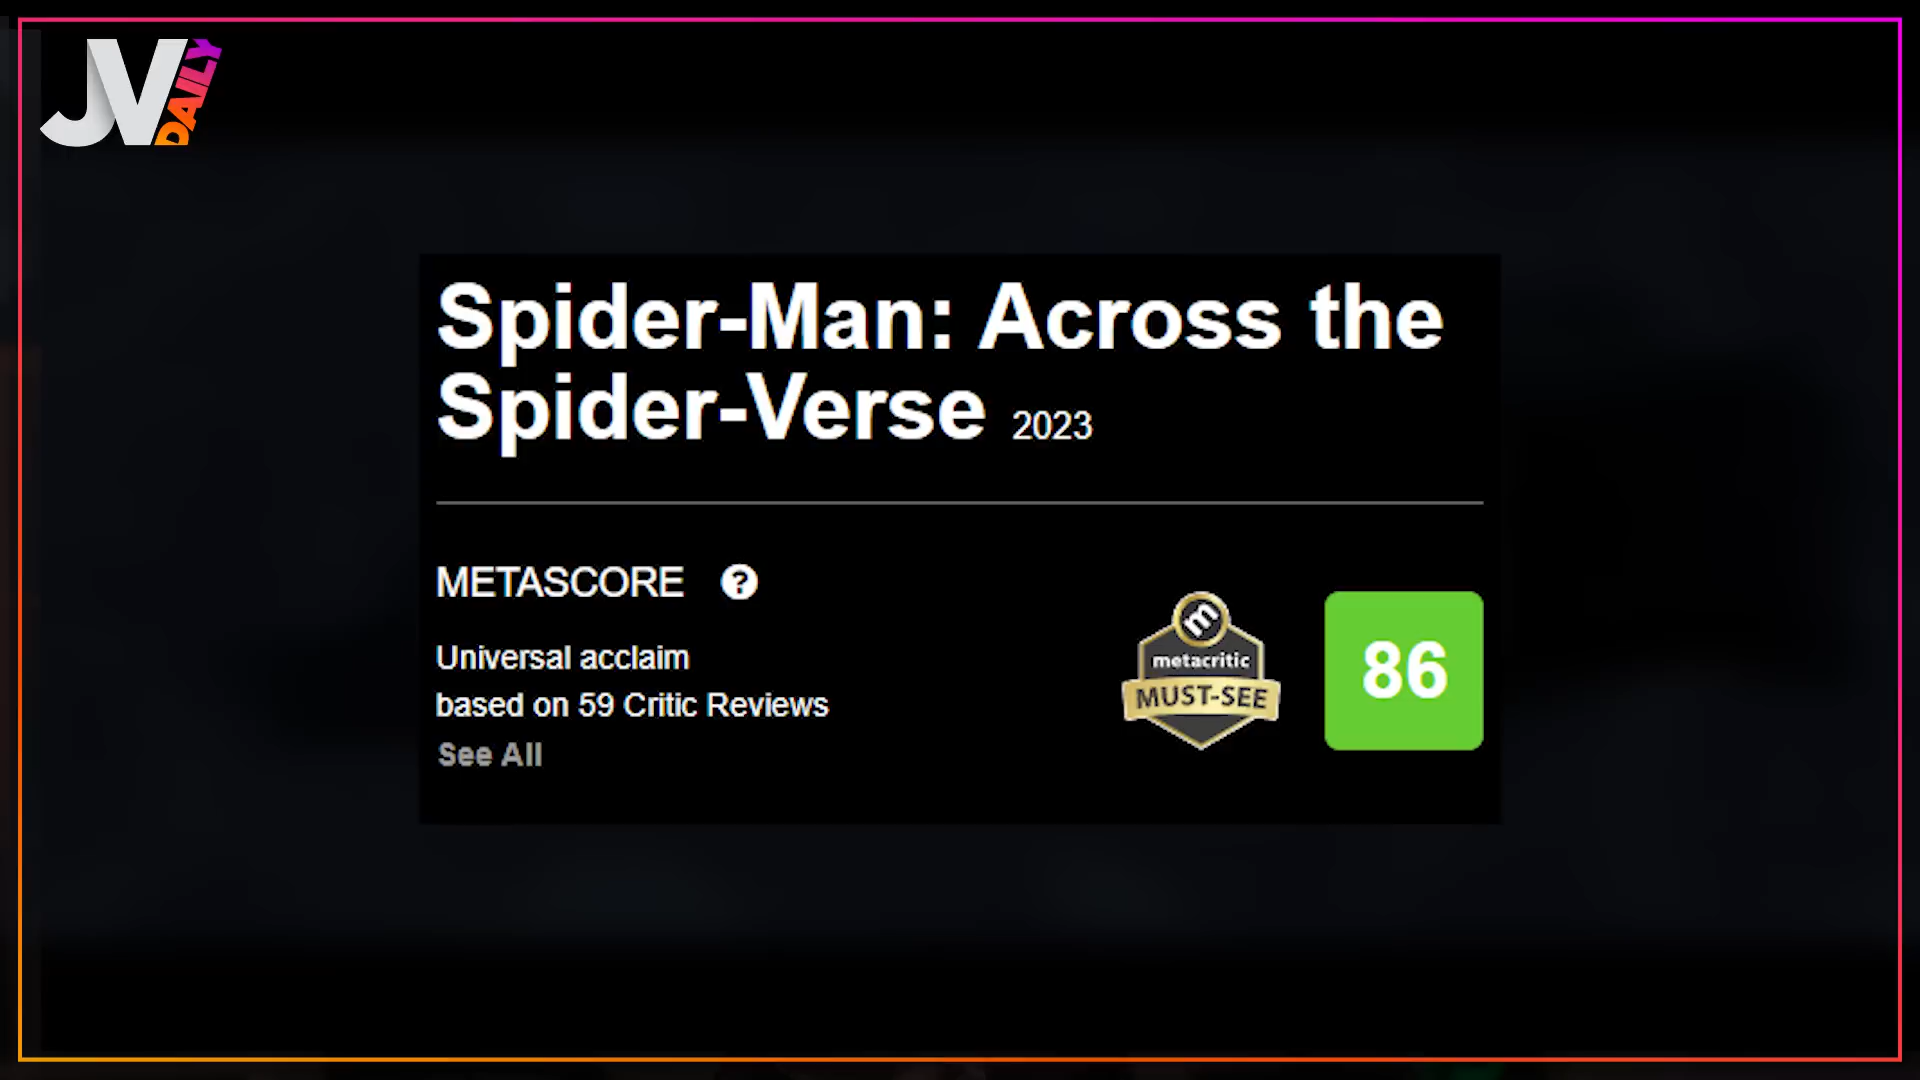 JV
DAILY
Spider-Man: Across the
Spider-Verse 2023
METASCORE ?
Universal acclaim
based on 59 Critic Reviews
See All
m
metacritic
MUST-SEE
86